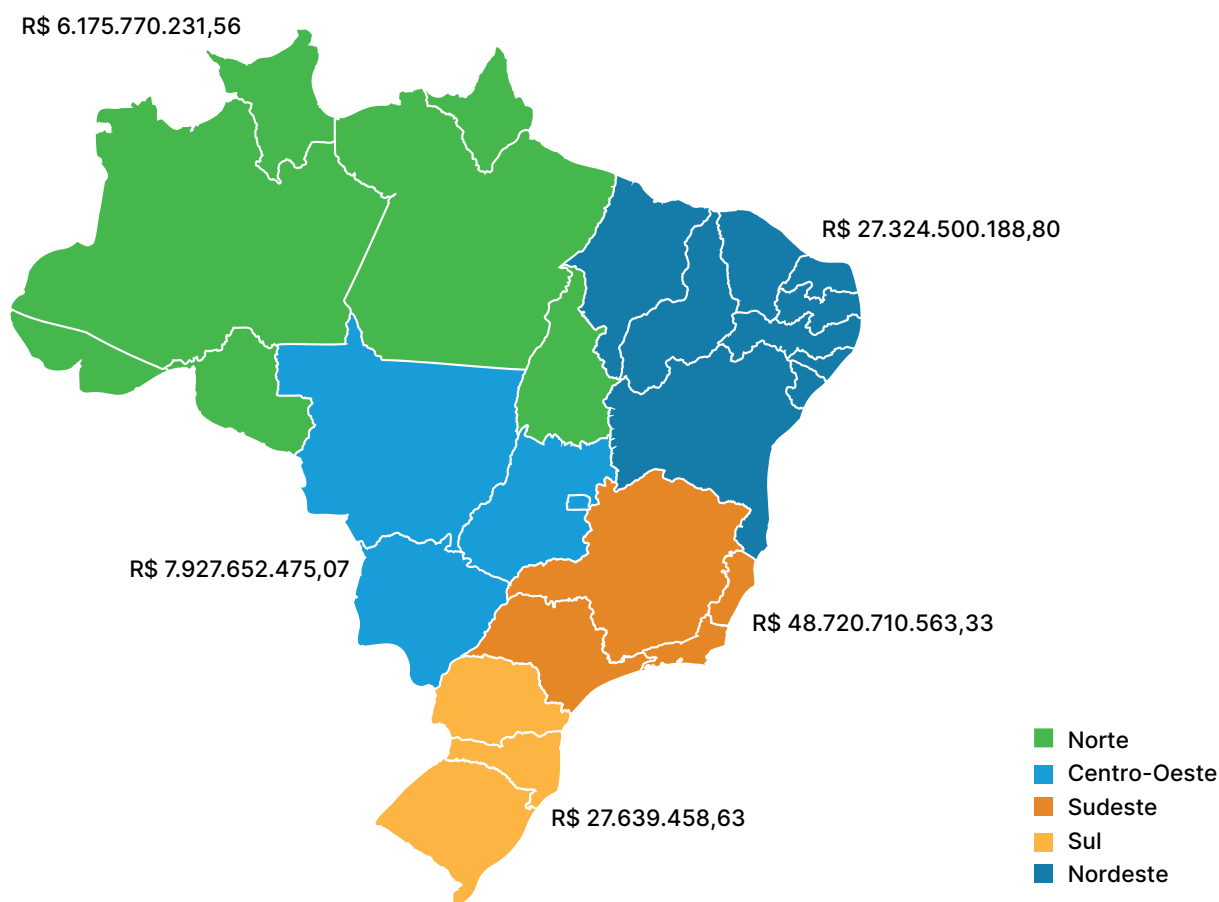 R$ 6.175.770.231,56
R$ 27.324.500.188,80
R$ 7.927.652.475,07
R$ 48.720.710.563,33
R$ 27.639.458,63
Norte
Centro-Oeste
Sudeste
Sul
Nordeste